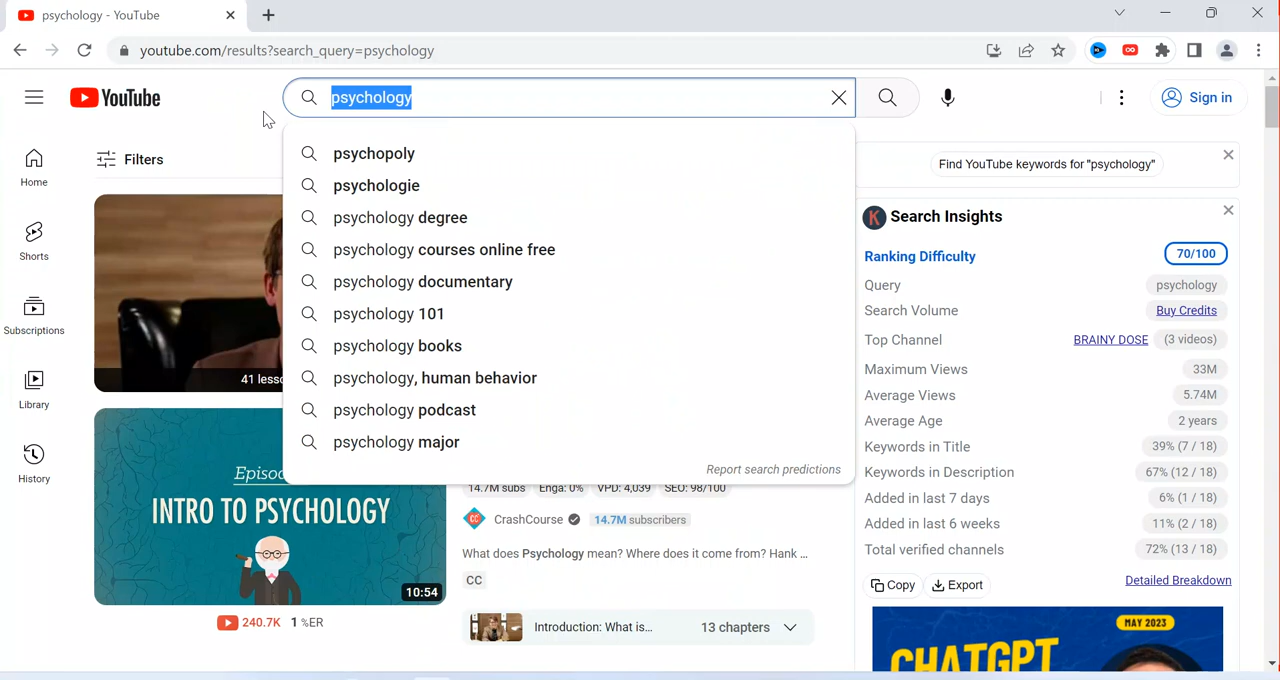 psychology - YouTube
youtube.com/results?search_query=psychology
YouTube
psychology
Sign in
Home
Shorts
Subscriptions
Library
History
Filters
41 lesso
psychopoly
psychologie
psychology degree
psychology courses online free
psychology documentary
psychology 101
psychology books
psychology, human behavior
psychology podcast
psychology major
Report search predictions
Episo
INTRO TO PSYCHOLOGY
10:54
240.7K 1 %ER
14.7M subs Enga: 0% VPD: 4,039 SEO: 98/100
CC CrashCourse 14.7M subscribers
What does Psychology mean? Where does it come from? Hank ...
CC
Introduction: What is... 13 chapters
Find YouTube keywords for "psychology"
K Search Insights
Ranking Difficulty 70/100
Query psychology
Search Volume Buy Credits
Top Channel BRAINY DOSE (3 videos)
Maximum Views 33M
Average Views 5.74M
Average Age 2 years
Keywords in Title 39% (7 / 18)
Keywords in Description 67% (12 / 18)
Added in last 7 days 6% (1 / 18)
Added in last 6 weeks 11% (2 / 18)
Total verified channels 72% (13 / 18)
Copy Export Detailed Breakdown
MAY 2023
CHATGPT